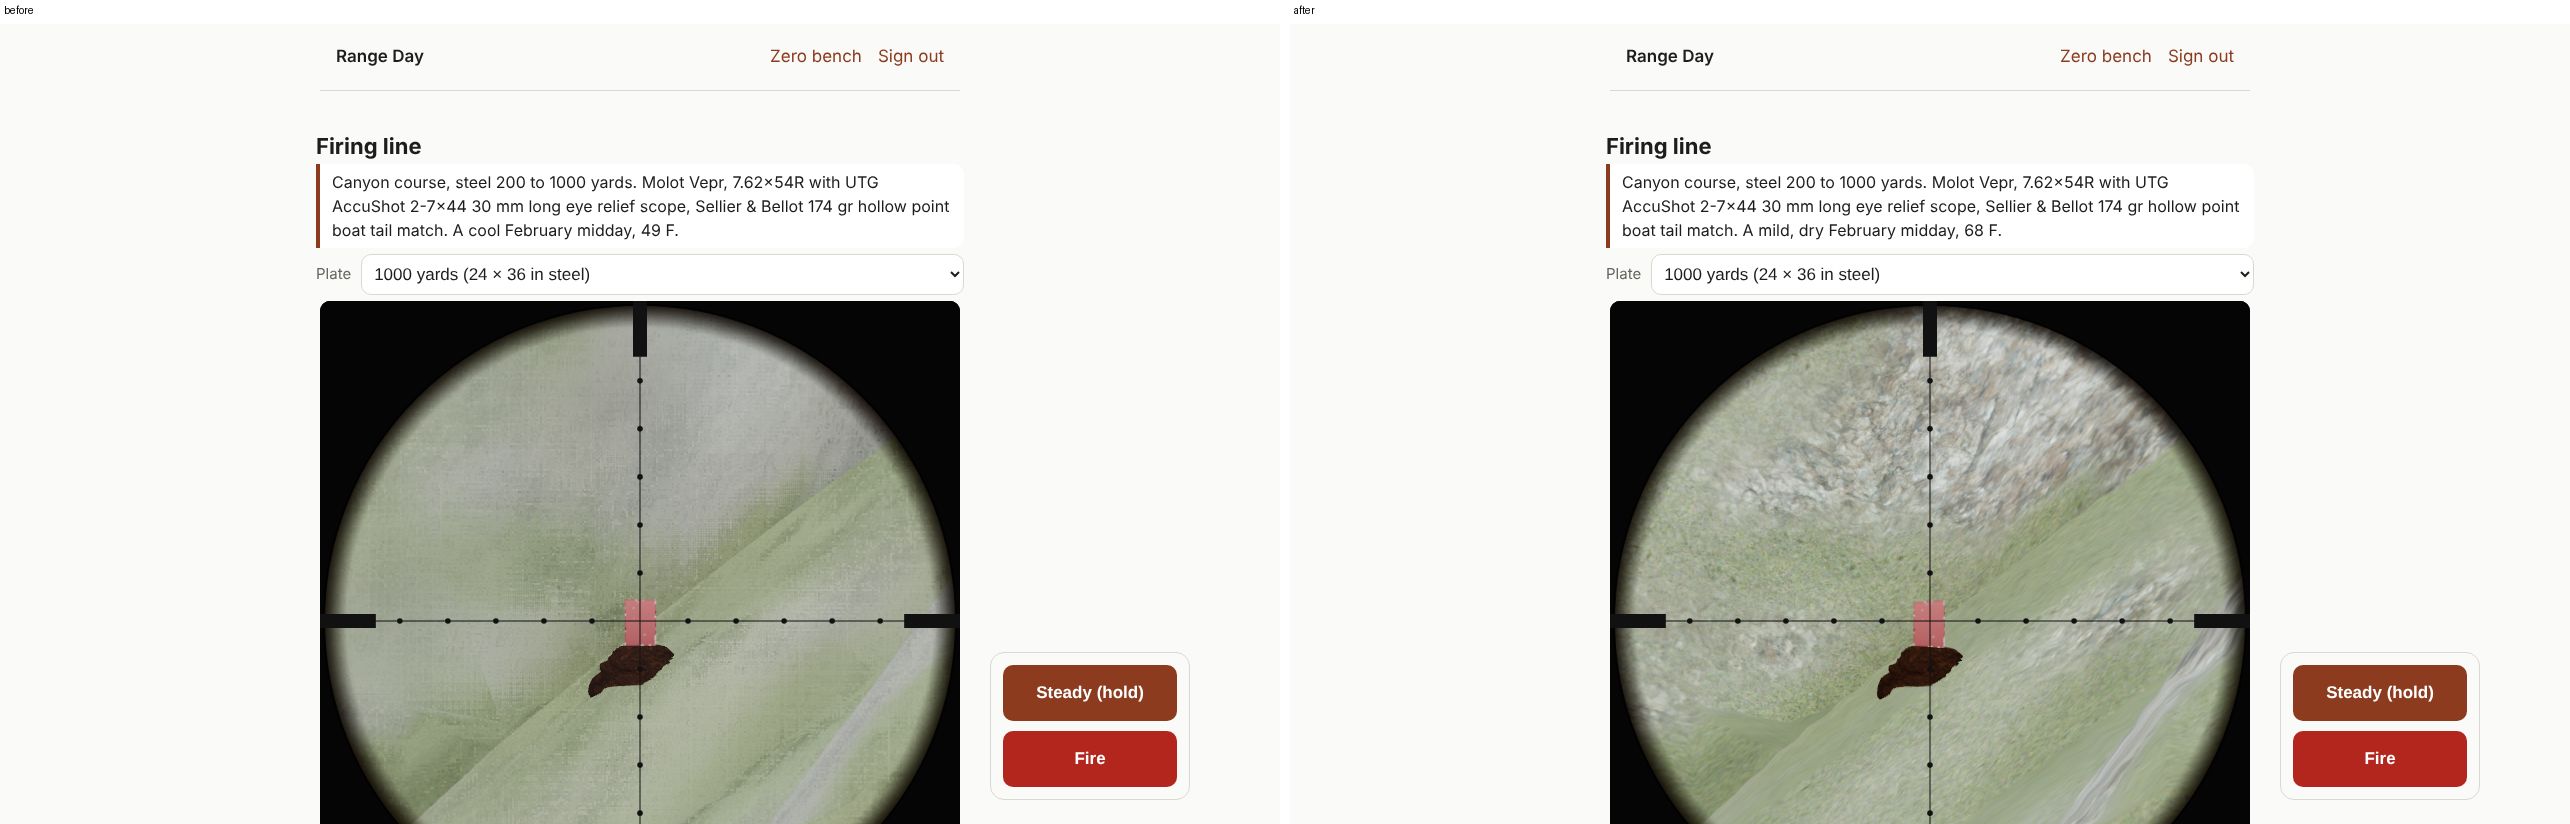 before
Range Day
Zero bench
Sign out
Firing line
Canyon course, steel 200 to 1000 yards. Molot Vepr, 7.62×54R with UTG
AccuShot 2-7×44 30 mm long eye relief scope, Sellier & Bellot 174 gr hollow point
boat tail match. A cool February midday, 49 F.
Plate
1000 yards (24 × 36 in steel)
Steady (hold)
Fire
after
Range Day
Zero bench
Sign out
Firing line
Canyon course, steel 200 to 1000 yards. Molot Vepr, 7.62×54R with UTG
AccuShot 2-7×44 30 mm long eye relief scope, Sellier & Bellot 174 gr hollow point
boat tail match. A mild, dry February midday, 68 F.
Plate
1000 yards (24 × 36 in steel)
Steady (hold)
Fire